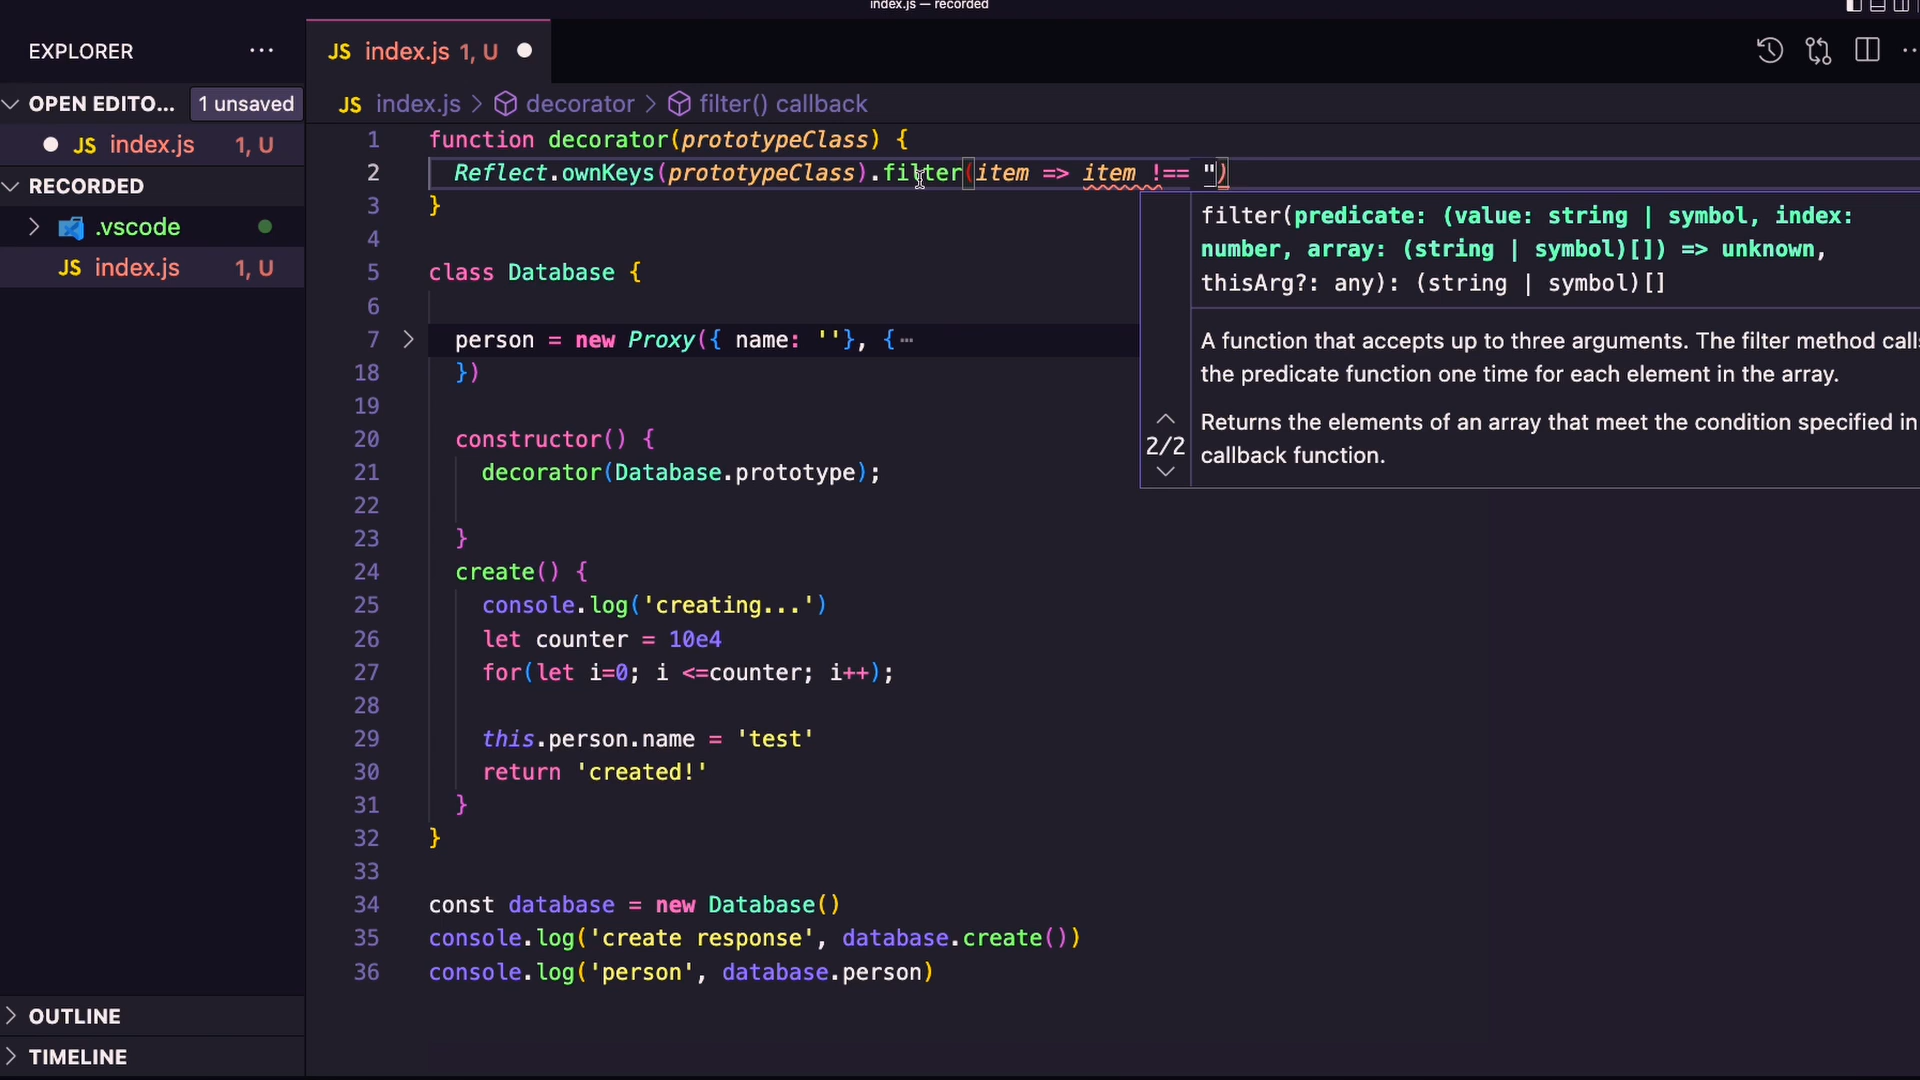 index.js — recorded
EXPLORER ...
OPEN EDITO... 1 unsaved
JS index.js 1, U
RECORDED
.vscode
JS index.js 1, U
OUTLINE
TIMELINE
JS index.js 1, U
JS index.js > decorator > filter() callback
1 function decorator(prototypeClass) {
2 Reflect.ownKeys(prototypeClass).filter(item => item !== ")
3 }
4
5 class Database {
6
7 person = new Proxy({ name: ''}, {...
18 })
19
20 constructor() {
21 decorator(Database.prototype);
22
23 }
24 create() {
25 console.log('creating...')
26 let counter = 10e4
27 for(let i=0; i <=counter; i++);
28
29 this.person.name = 'test'
30 return 'created!'
31 }
32 }
33
34 const database = new Database()
35 console.log('create response', database.create())
36 console.log('person', database.person)
filter(predicate: (value: string | symbol, index:
number, array: (string | symbol)[]) => unknown,
thisArg?: any): (string | symbol)[]
A function that accepts up to three arguments. The filter method calls
the predicate function one time for each element in the array.
2/2
Returns the elements of an array that meet the condition specified in
callback function.